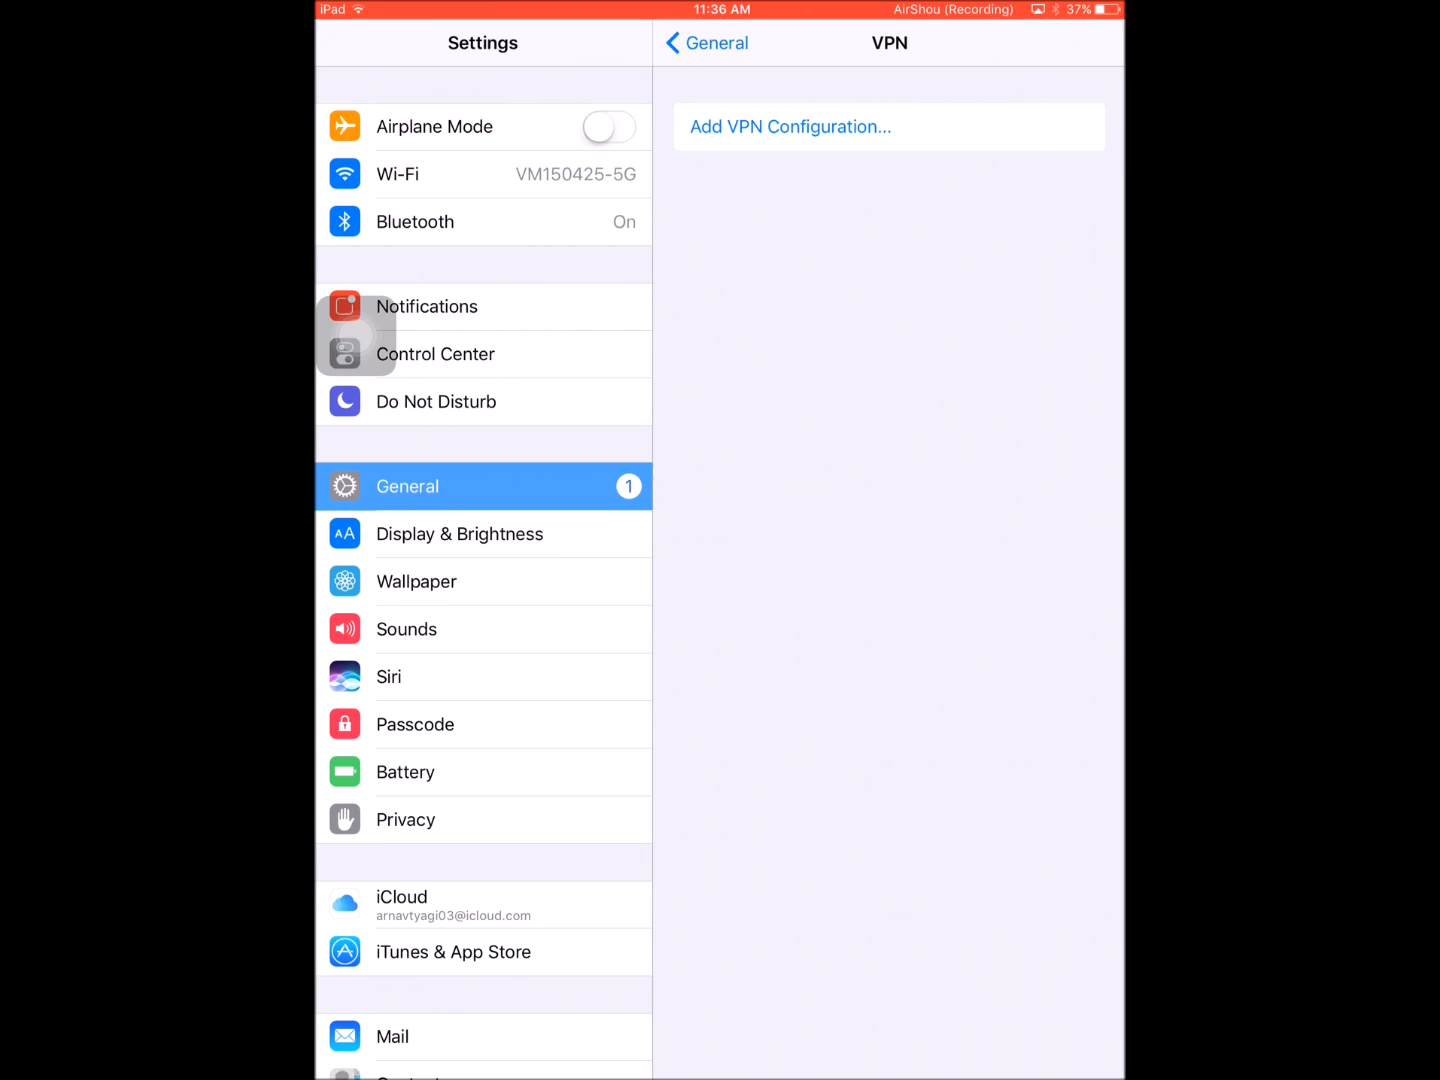 iPad 11:36 AM AirShou (Recording) 37%
Settings
General
VPN
Airplane Mode
Add VPN Configuration...
Wi-Fi VM150425-5G
Bluetooth On
Notifications
Control Center
Do Not Disturb
General 1
AA Display & Brightness
Wallpaper
Sounds
Siri
Passcode
Battery
Privacy
iCloud
arnavtyagi03@icloud.com
iTunes & App Store
Mail